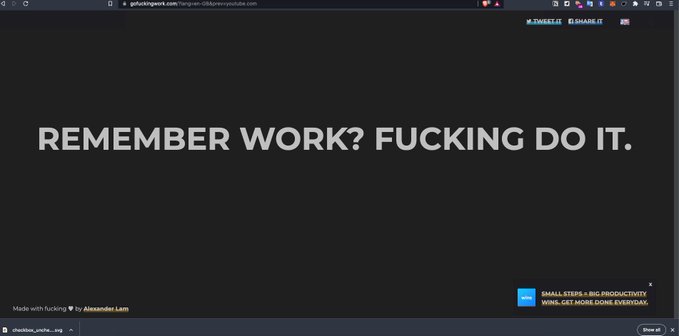 gofuckingwork.com/?lang=en-GB&prev=youtube.com
TWEET IT SHARE IT
REMEMBER WORK? FUCKING DO IT.
x
wins
SMALL STEPS = BIG PRODUCTIVITY
WINS. GET MORE DONE EVERYDAY.
Made with fucking by Alexander Lam
checkbox_unche....svg
Show all